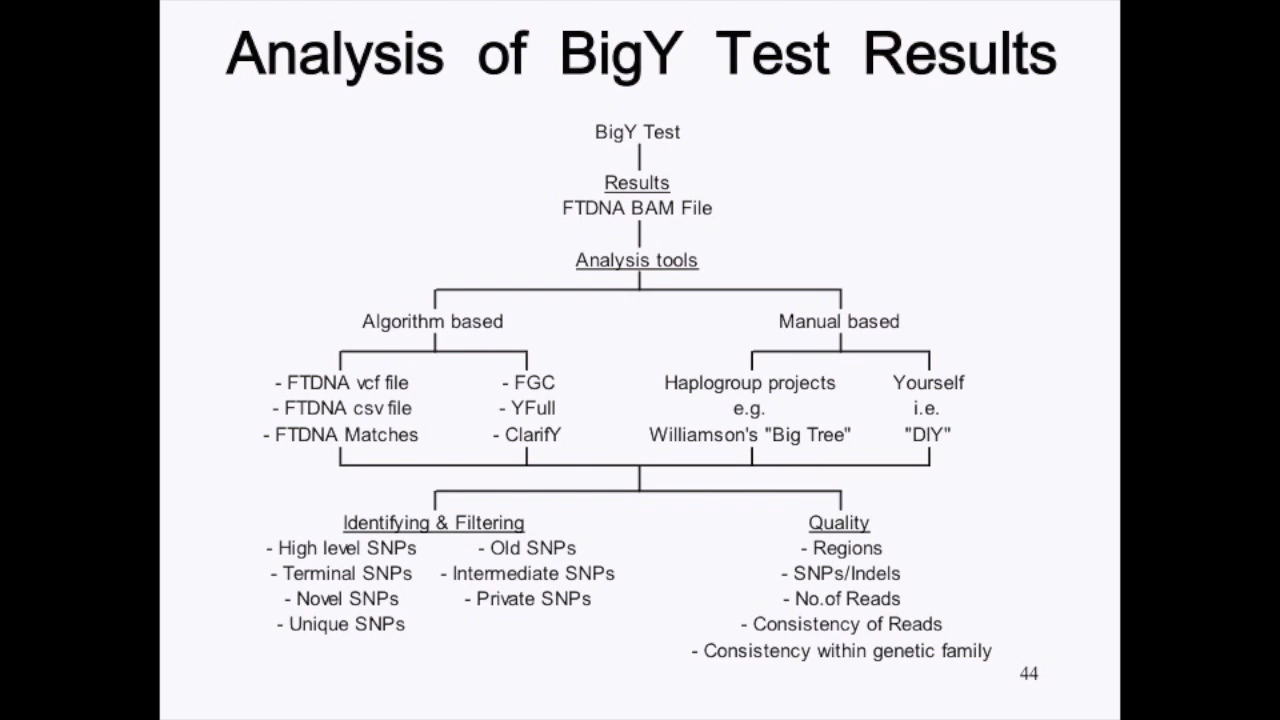 Analysis of BigY Test Results
BigY Test
Results
FTDNA BAM File
Analysis tools
Algorithm based
Manual based
- FTDNA vcf file
- FTDNA csv file
- FTDNA Matches
- FGC
- YFull
- ClarifY
Haplogroup projects
e.g.
Williamson's "Big Tree"
Yourself
i.e.
"DIY"
Identifying & Filtering
- High level SNPs
- Terminal SNPs
- Novel SNPs
- Unique SNPs
- Old SNPs
- Intermediate SNPs
- Private SNPs
Quality
- Regions
- SNPs/Indels
- No.of Reads
- Consistency of Reads
- Consistency within genetic family
44